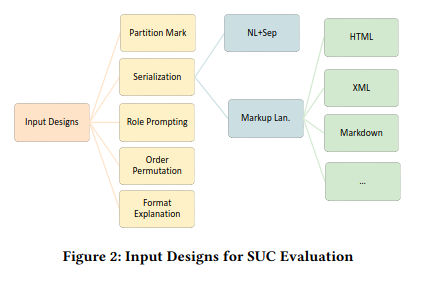 Input Designs
Partition Mark
Serialization
Role Prompting
Order
Permutation
Format
Explanation
NL+Sep
Markup Lan.
HTML
XML
Markdown
...
Figure 2: Input Designs for SUC Evaluation